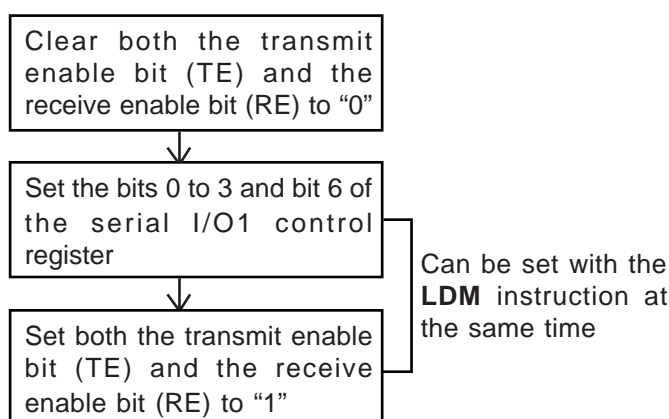 Clear both the transmit
enable bit (TE) and the
receive enable bit (RE) to “0”
Set the bits 0 to 3 and bit 6 of
the serial I/O1 control
register
Set both the transmit enable
bit (TE) and the receive
enable bit (RE) to “1”
Can be set with the
LDM instruction at
the same time